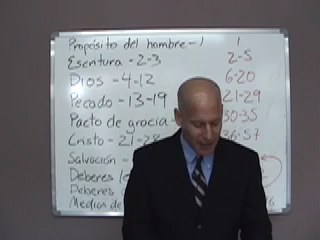 Propósito del hombre - 1 1
Escritura - 2-3 2-5
Dios - 4-12 6-20
Pecado - 13-19 21-29
Pacto de gracia 30-35
Cristo - 21-28 36-57
Salvación -
Deberes
Deberes
Medios de